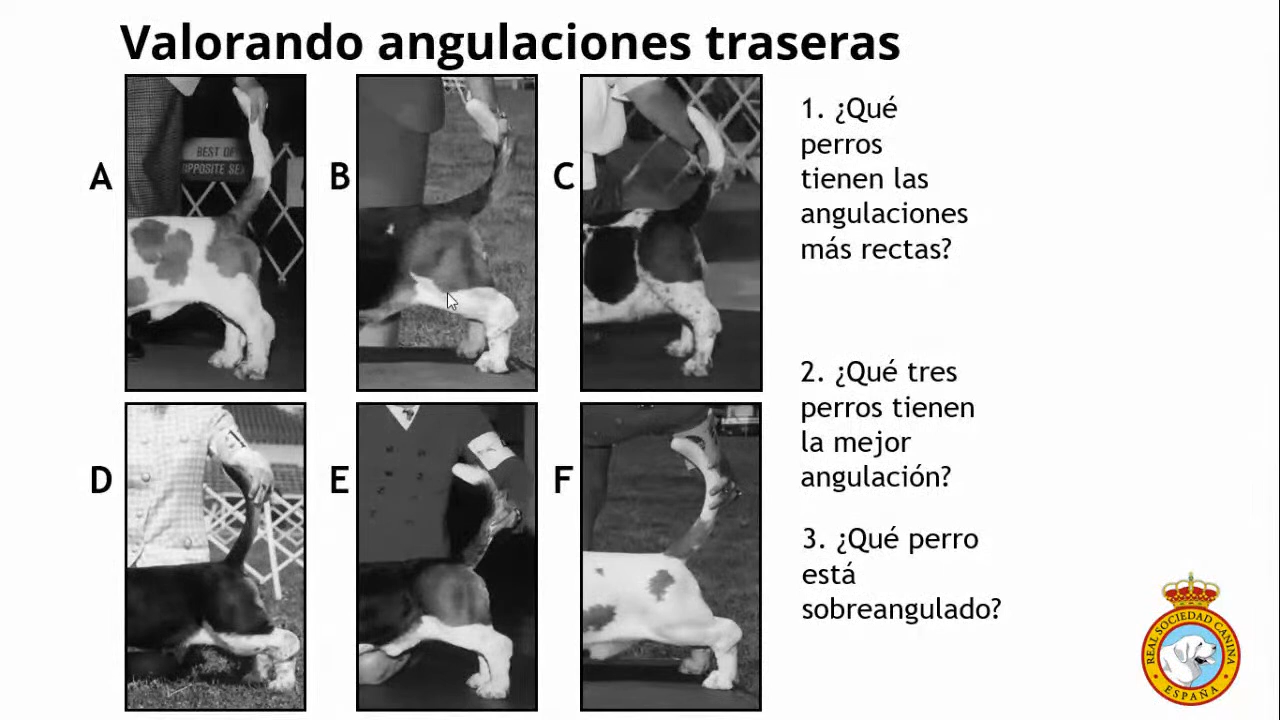 Valorando angulaciones traseras
A
B
C
D
E
F
BEST OF
OPPOSITE SEX
1. ¿Qué
perros
tienen las
angulaciones
más rectas?
2. ¿Qué tres
perros tienen
la mejor
angulación?
3. ¿Qué perro
está
sobreangulado?
REAL SOCIEDAD CANINA
ESPAÑA